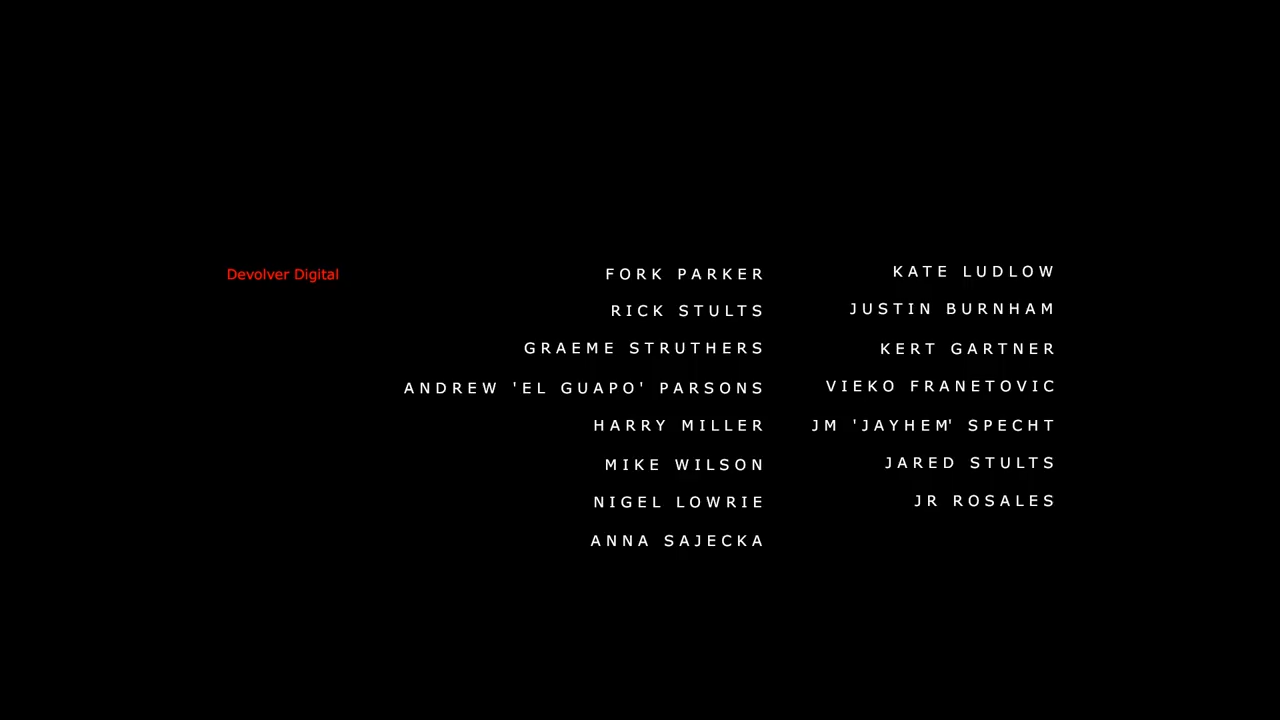 Devolver Digital
FORK PARKER
RICK STULTS
GRAEME STRUTHERS
ANDREW 'EL GUAPO' PARSONS
HARRY MILLER
MIKE WILSON
NIGEL LOWRIE
ANNA SAJECKA
KATE LUDLOW
JUSTIN BURNHAM
KERT GARTNER
VIEKO FRANETOVIC
JM 'JAYHEM' SPECHT
JARED STULTS
JR ROSALES